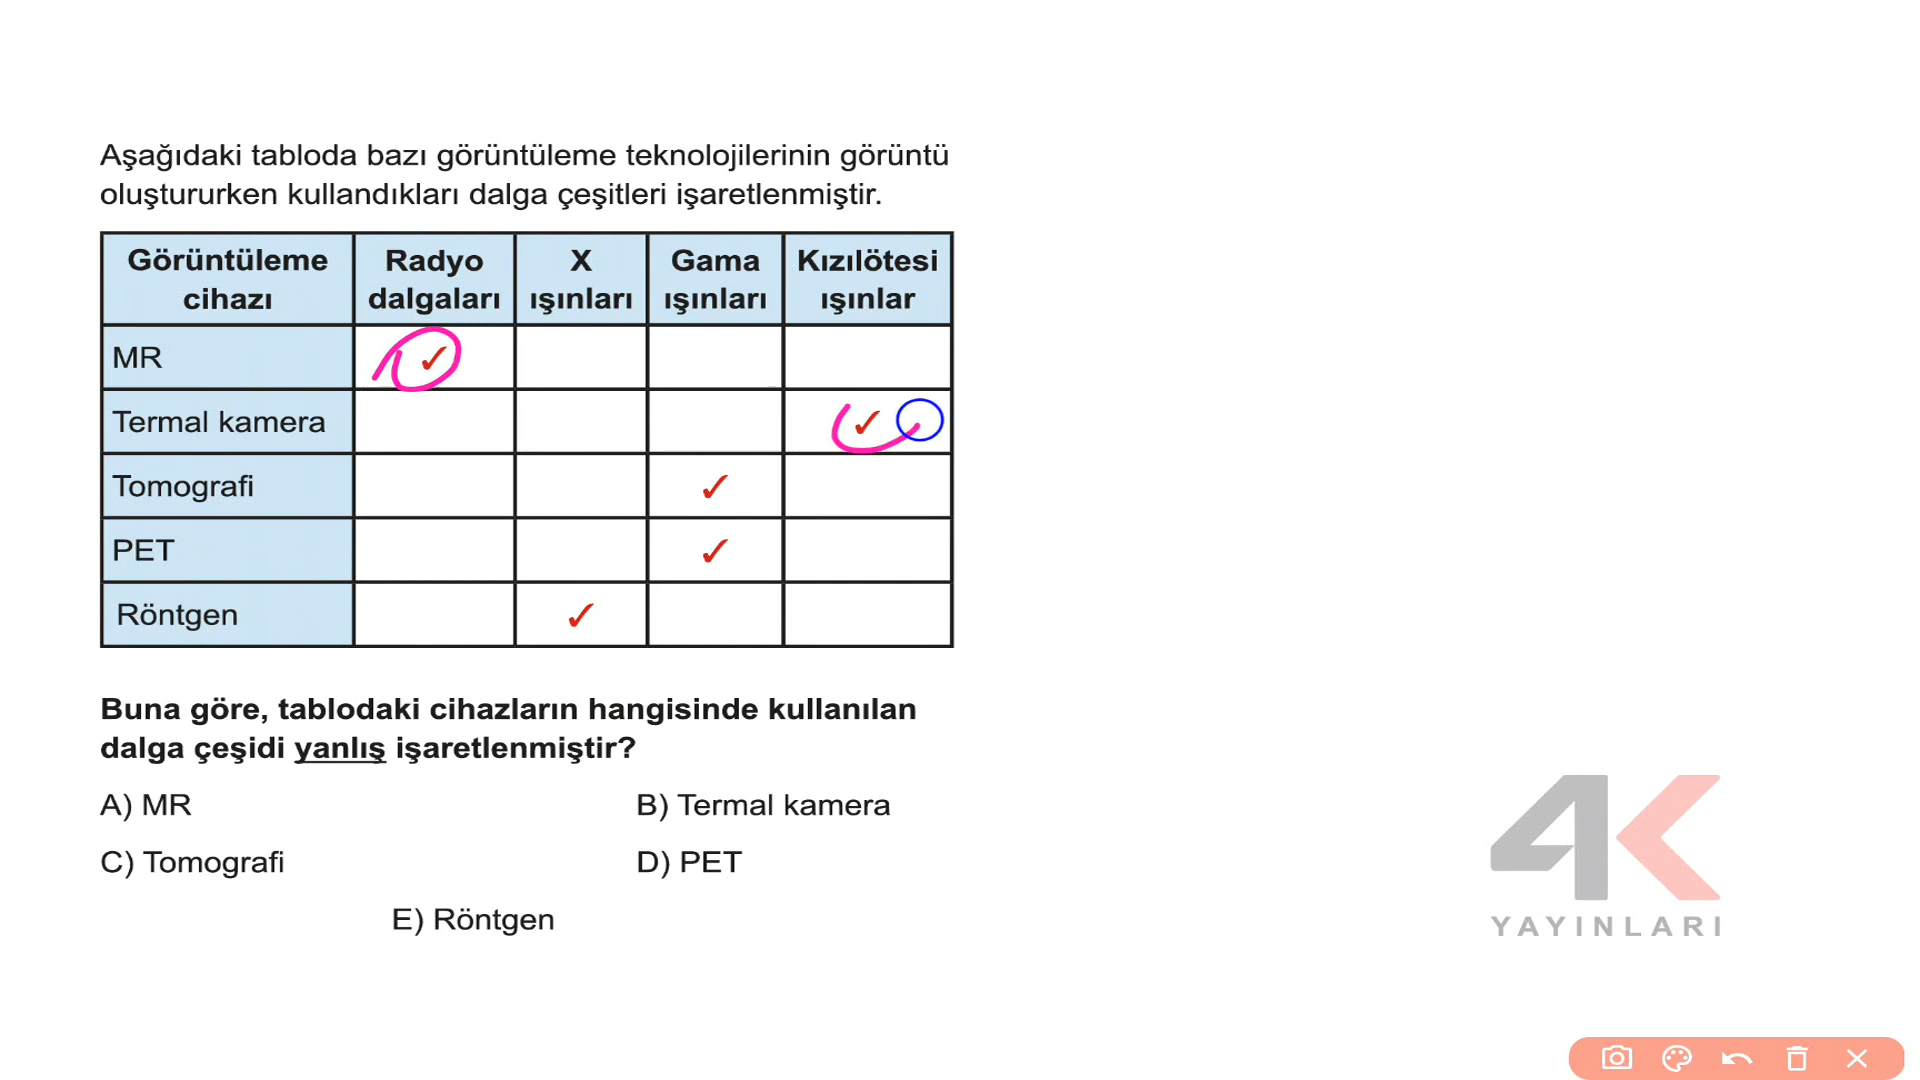 Aşağıdaki tabloda bazı görüntüleme teknolojilerinin görüntü
oluştururken kullandıkları dalga çeşitleri işaretlenmiştir.
Görüntüleme cihazı | Radyo dalgaları | X ışınları | Gama ışınları | Kızılötesi ışınlar
MR | ✓ | | |
Termal kamera | | | | ✓
Tomografi | | | ✓ |
PET | | | ✓ |
Röntgen | | ✓ | |
Buna göre, tablodaki cihazların hangisinde kullanılan
dalga çeşidi yanlış işaretlenmiştir?
A) MR
B) Termal kamera
C) Tomografi
D) PET
E) Röntgen
4K
YAYINLARI